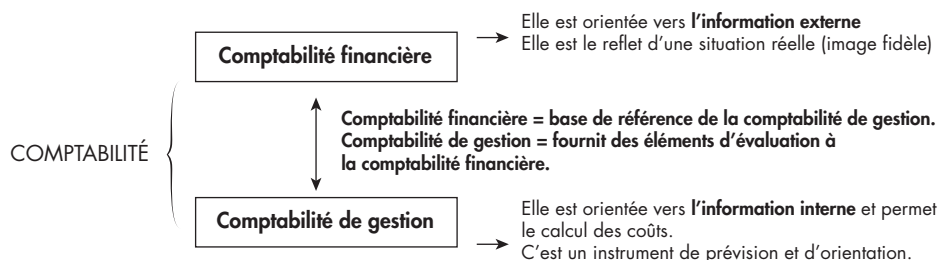 Elle est orientée vers l'information externe
Elle est le reflet d'une situation réelle (image fidèle)
Comptabilité financière
Comptabilité financière = base de référence de la comptabilité de gestion.
Comptabilité de gestion = fournit des éléments d'évaluation à
la comptabilité financière.
COMPTABILITÉ
Comptabilité de gestion
Elle est orientée vers l'information interne et permet
le calcul des coûts.
C'est un instrument de prévision et d'orientation.